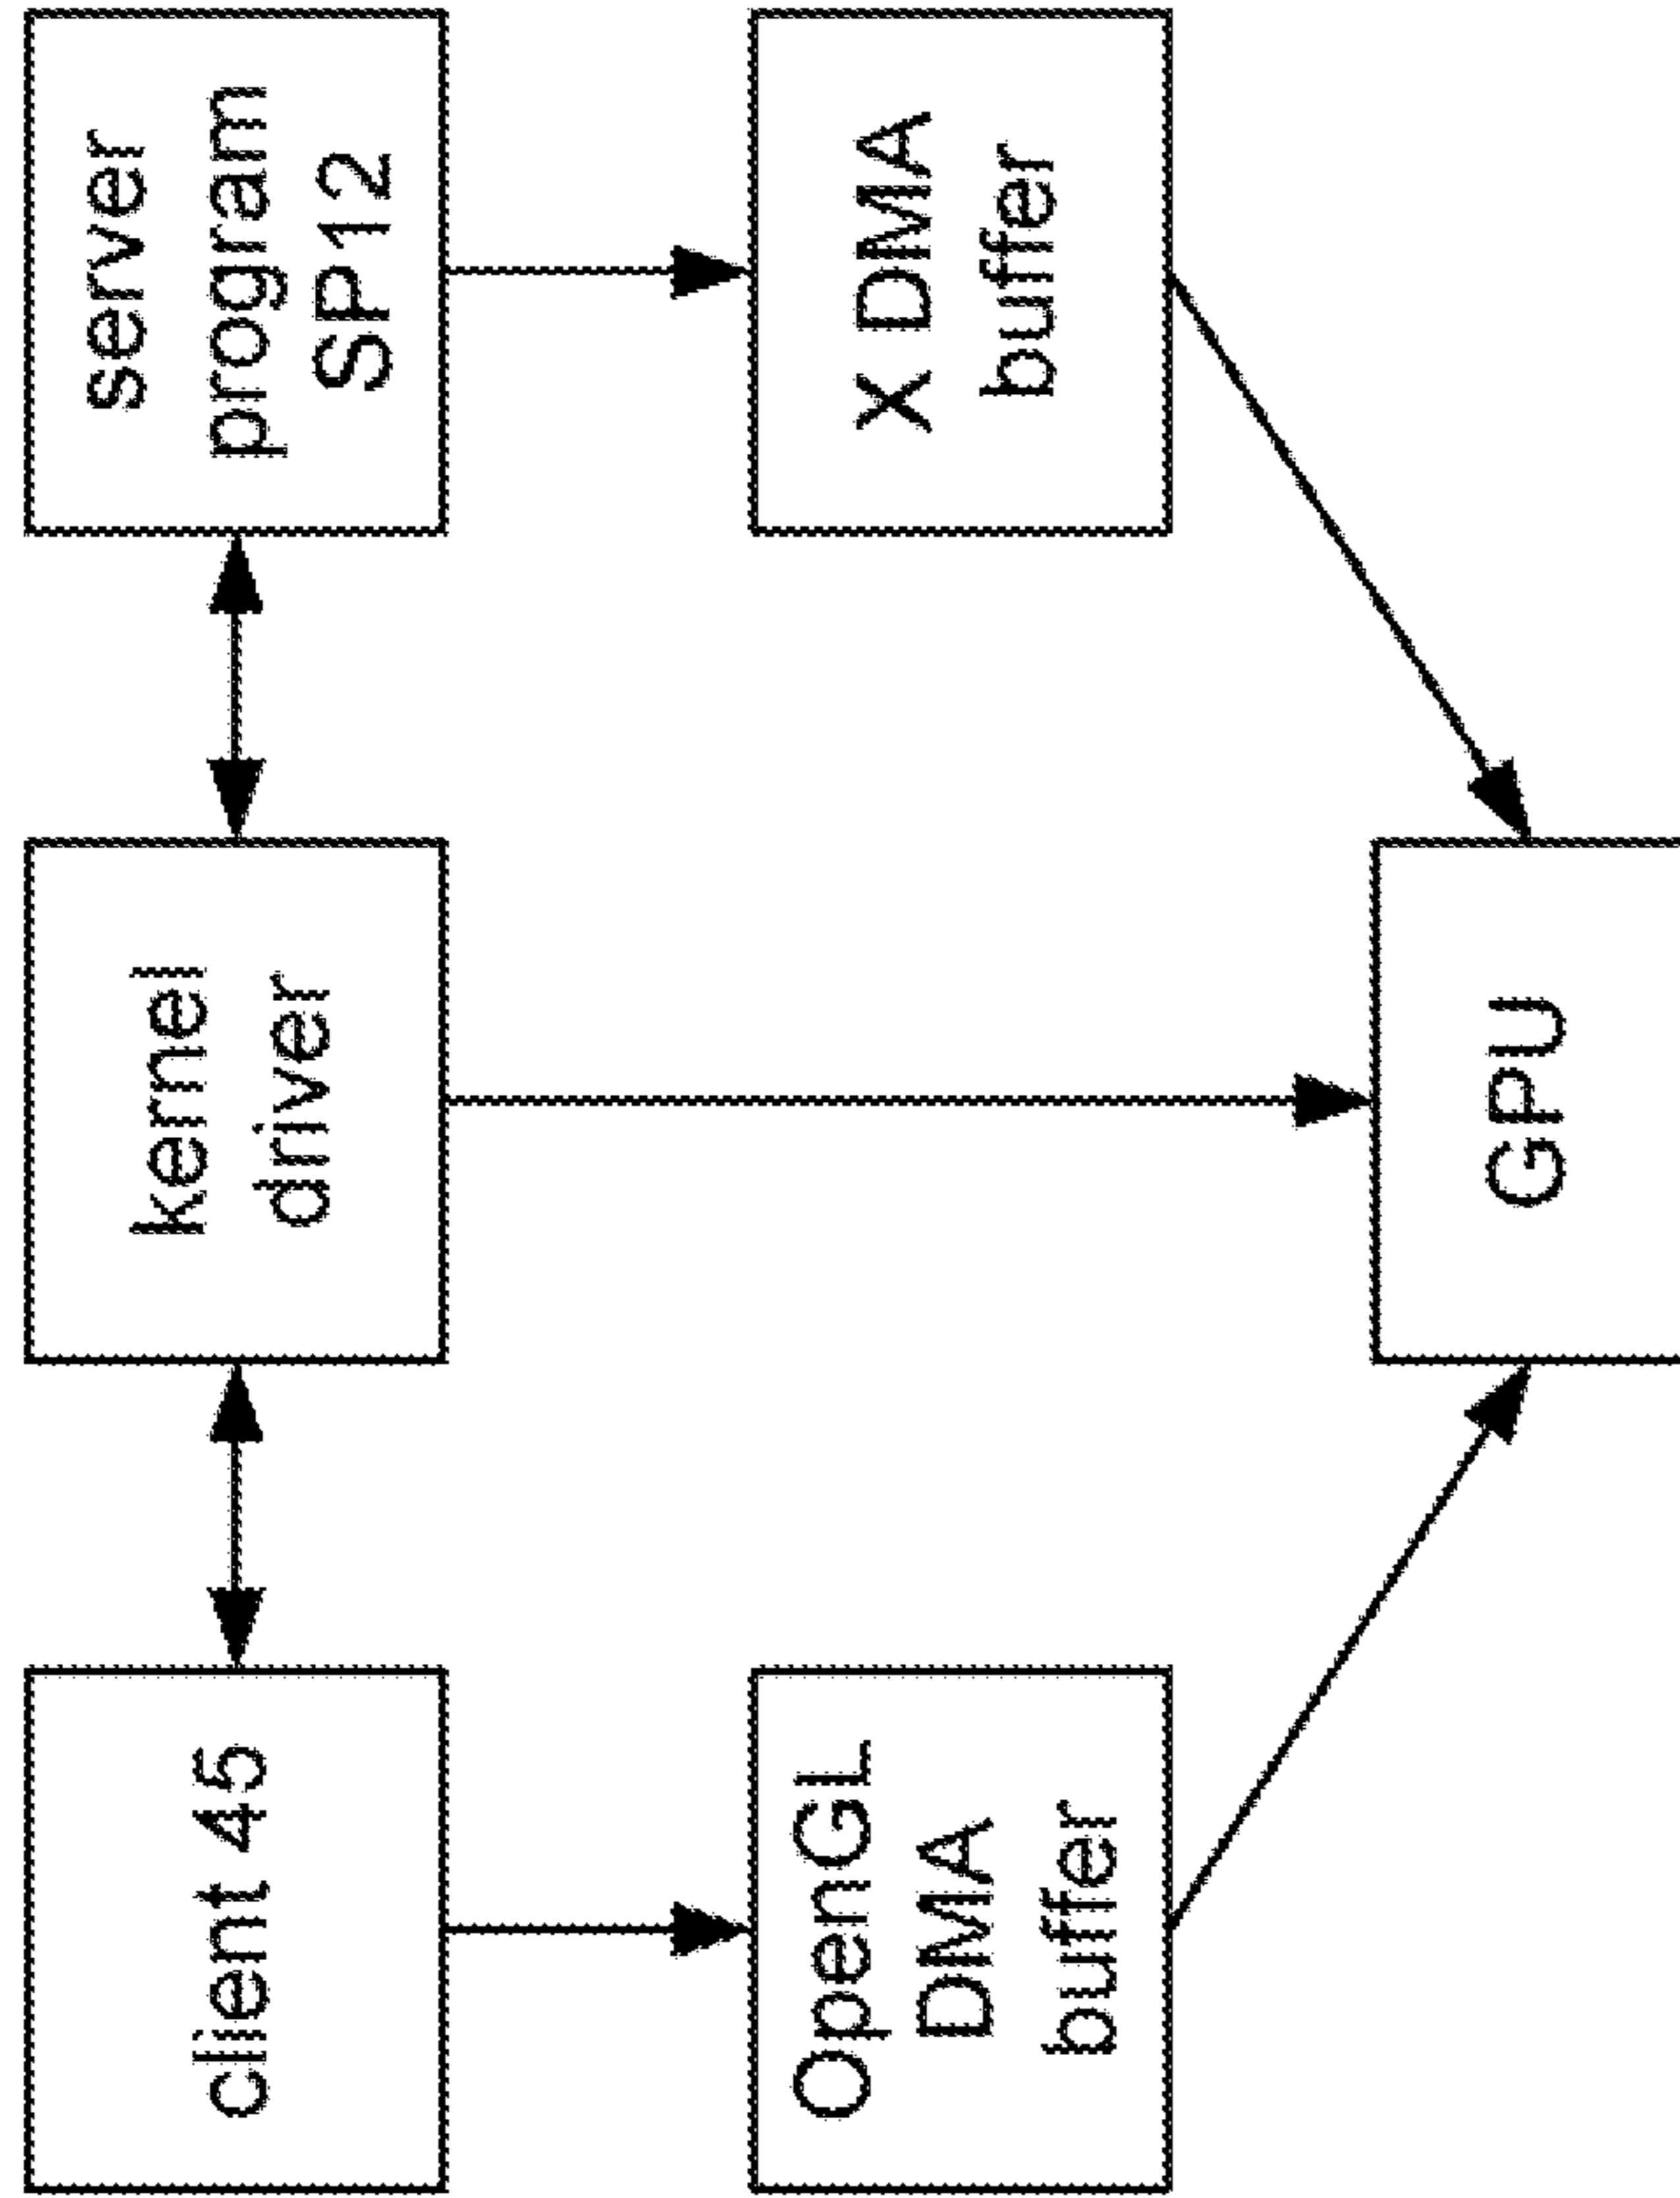 client 45
kernel
driver
server
program
SP12
OpenGL
DMA
buffer
X DMA
buffer
GPU